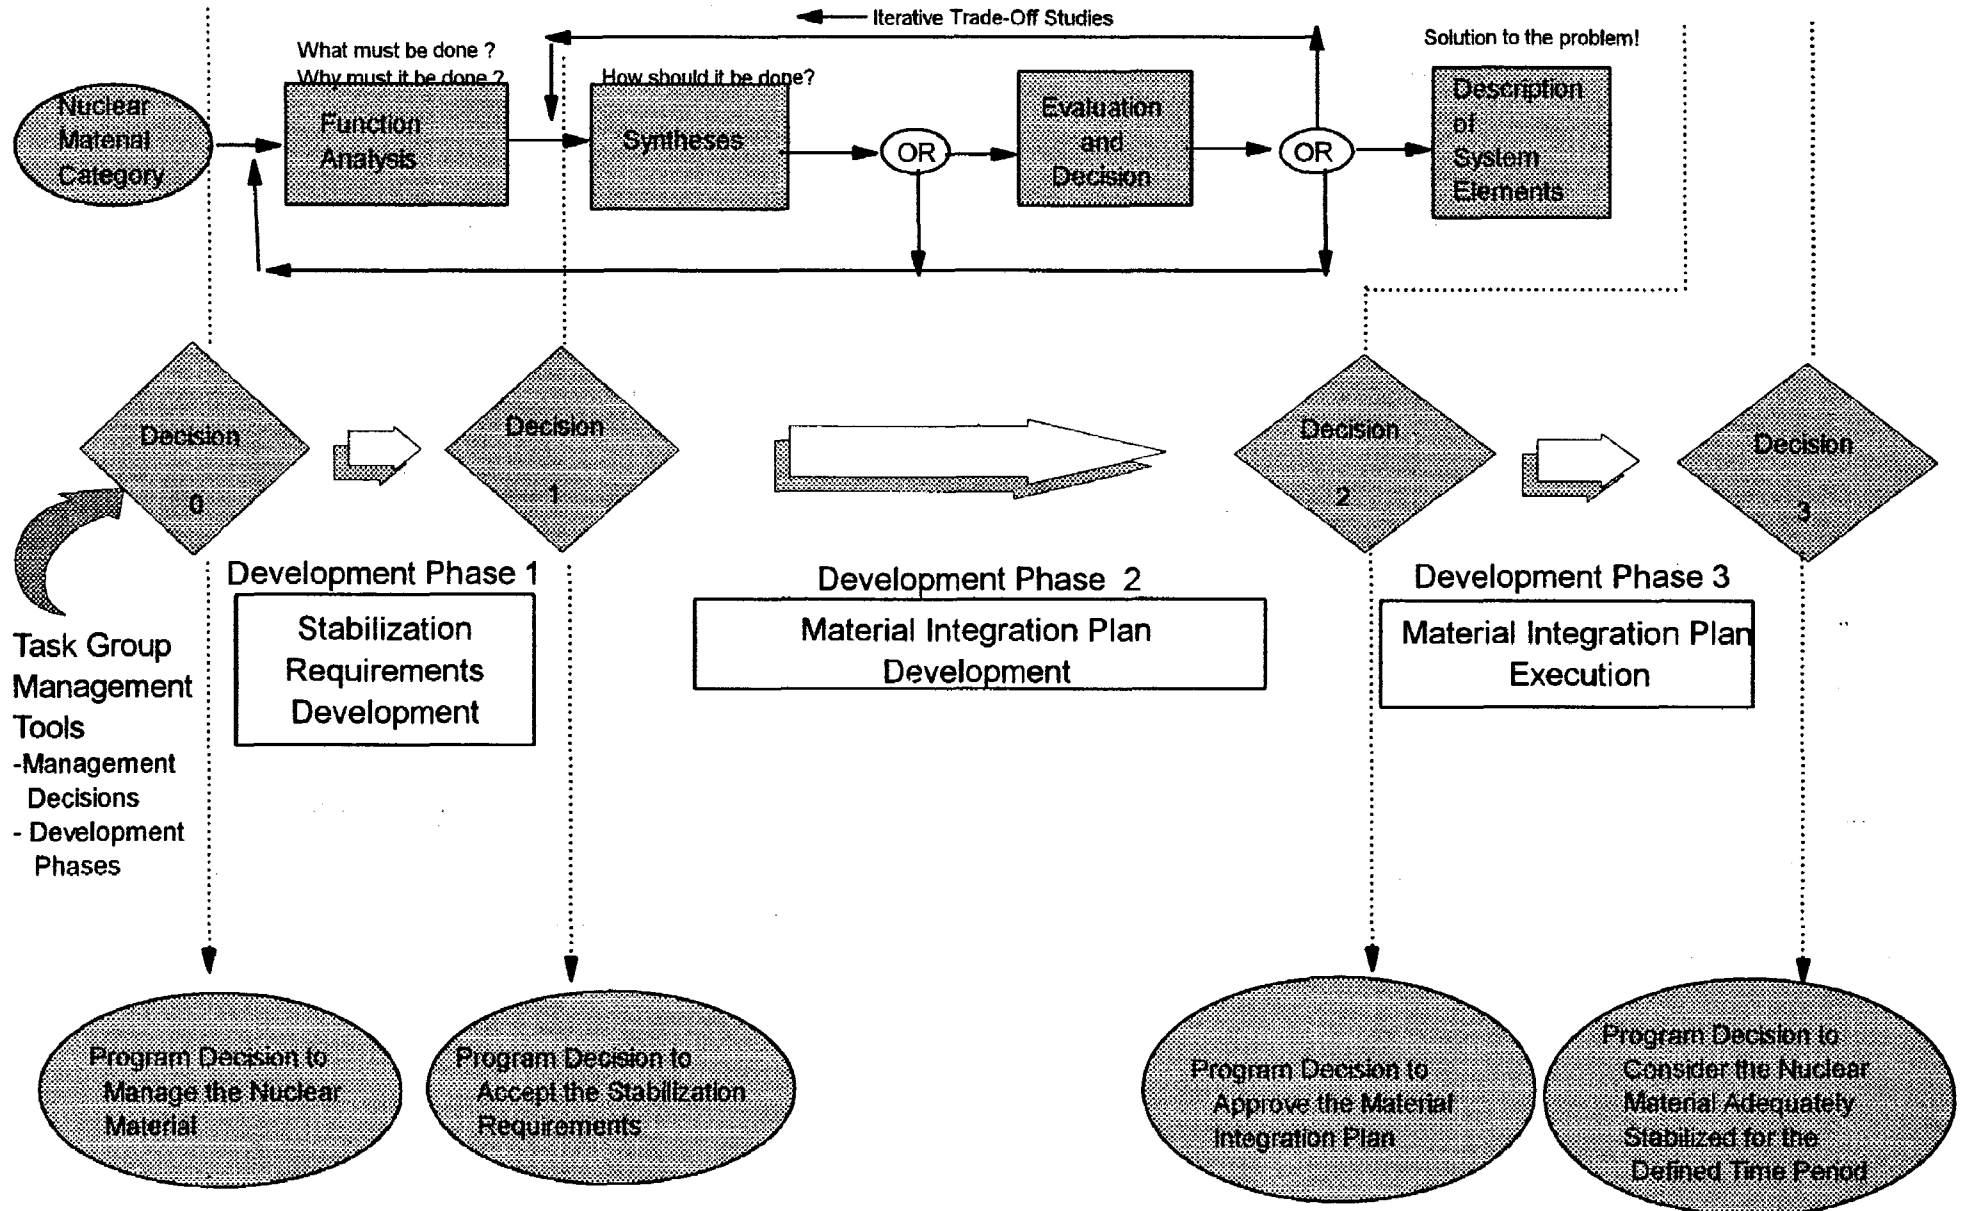 Iterative Trade-Off Studies
What must be done ?
Why must it be done ?
How should it be done?
Solution to the problem!
Nuclear
Material
Category
Function
Analysis
Syntheses
OR
Evaluation
and
Decision
OR
Description
of
System
Elements
Decision
0
Decision
1
Decision
2
Decision
3
Development Phase 1
Stabilization
Requirements
Development
Development Phase 2
Material Integration Plan
Development
Development Phase 3
Material Integration Plan
Execution
Task Group
Management
Tools
-Management
Decisions
- Development
Phases
Program Decision to
Manage the Nuclear
Material
Program Decision to
Accept the Stabilization
Requirements
Program Decision to
Approve the Material
Integration Plan
Program Decision to
Consider the Nuclear
Material Adequately
Stabilized for the
Defined Time Period